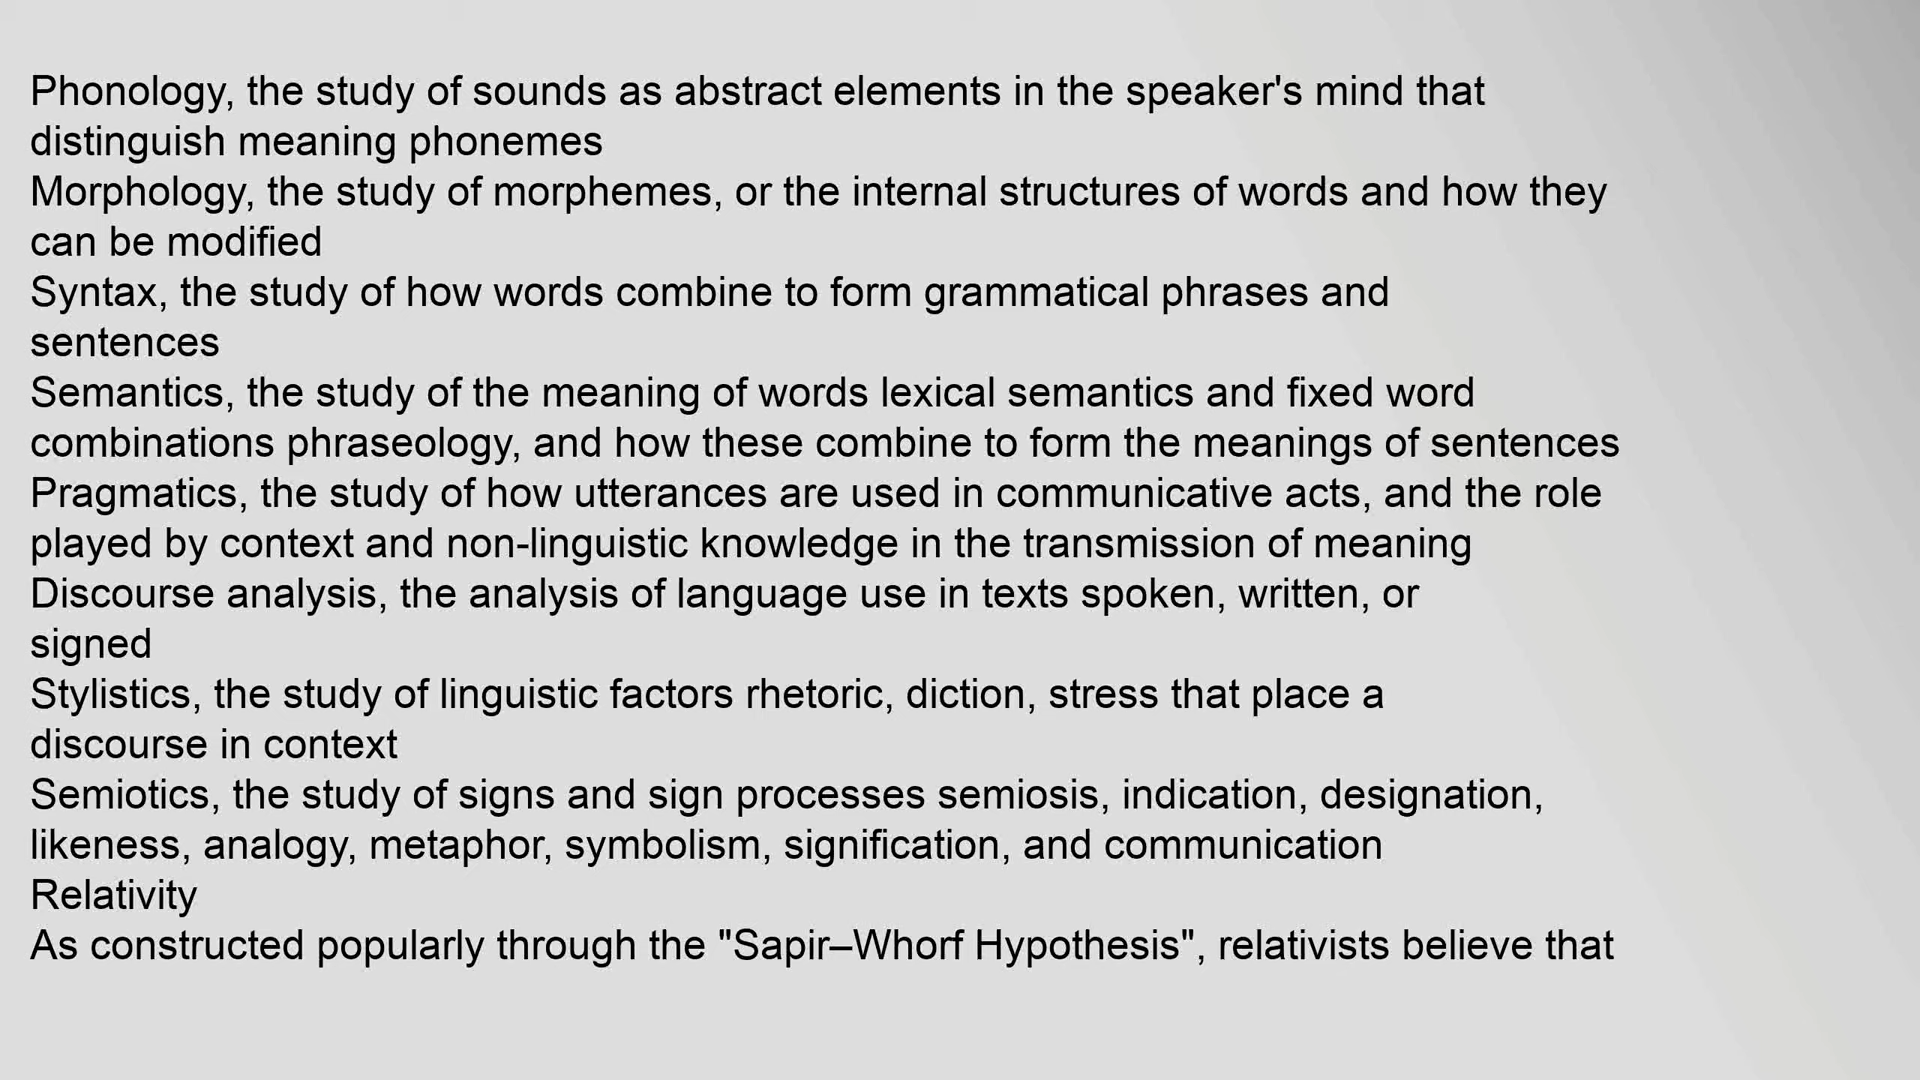 Phonology, the study of sounds as abstract elements in the speaker's mind that
distinguish meaning phonemes
Morphology, the study of morphemes, or the internal structures of words and how they
can be modified
Syntax, the study of how words combine to form grammatical phrases and
sentences
Semantics, the study of the meaning of words lexical semantics and fixed word
combinations phraseology, and how these combine to form the meanings of sentences
Pragmatics, the study of how utterances are used in communicative acts, and the role
played by context and non-linguistic knowledge in the transmission of meaning
Discourse analysis, the analysis of language use in texts spoken, written, or
signed
Stylistics, the study of linguistic factors rhetoric, diction, stress that place a
discourse in context
Semiotics, the study of signs and sign processes semiosis, indication, designation,
likeness, analogy, metaphor, symbolism, signification, and communication
Relativity
As constructed popularly through the "Sapir–Whorf Hypothesis", relativists believe that